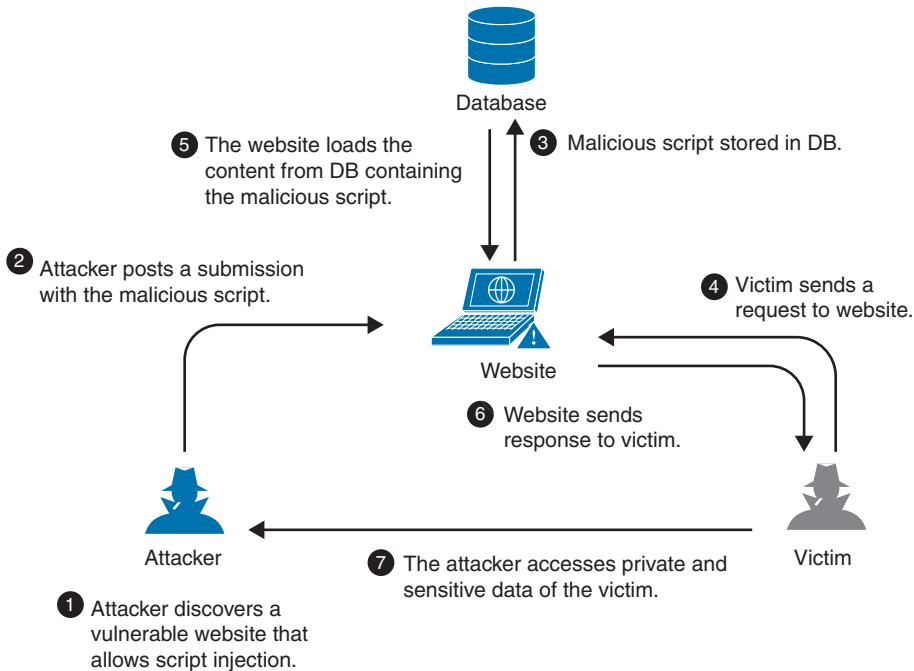 Database
5 The website loads the
content from DB containing
the malicious script.
3 Malicious script stored in DB.
2 Attacker posts a submission
with the malicious script.
4 Victim sends a
request to website.
!
Website
6 Website sends
response to victim.
Attacker
Victim
7 The attacker accesses private and
sensitive data of the victim.
1 Attacker discovers a
vulnerable website that
allows script injection.